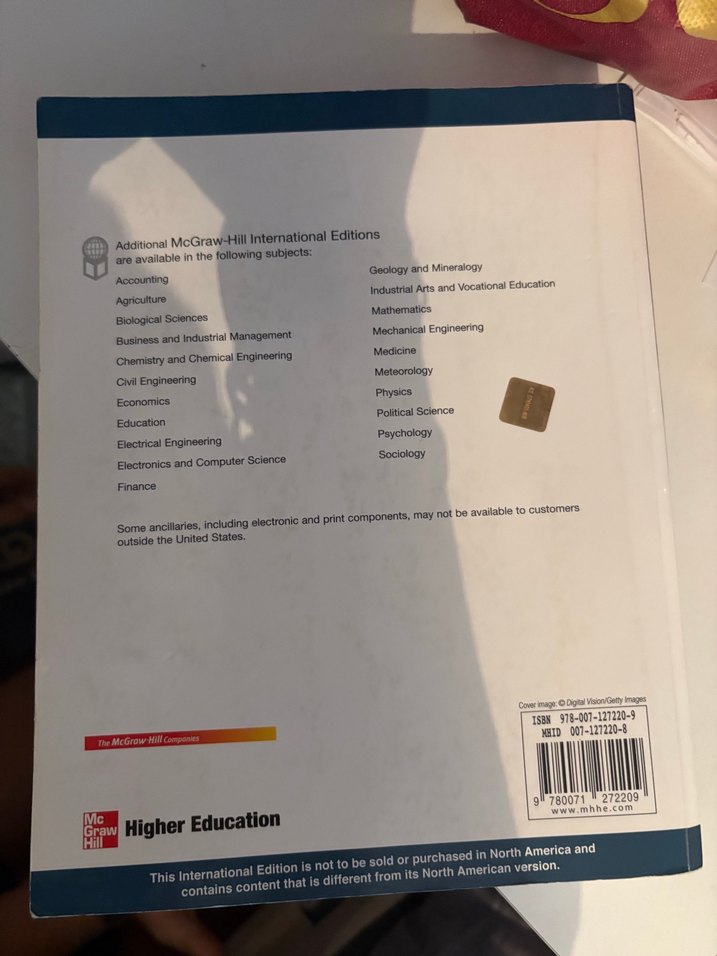 Additional McGraw-Hill International Editions
are available in the following subjects:
Accounting
Agriculture
Biological Sciences
Business and Industrial Management
Chemistry and Chemical Engineering
Civil Engineering
Economics
Education
Electrical Engineering
Electronics and Computer Science
Finance
Geology and Mineralogy
Industrial Arts and Vocational Education
Mathematics
Mechanical Engineering
Medicine
Meteorology
Physics
Political Science
Psychology
Sociology
Some ancillaries, including electronic and print components, may not be available to customers
outside the United States.
Cover image: © Digital Vision/Getty Images
ISBN 978-007-127220-9
MHID 007-127220-8
9 780071 272209
www.mhhe.com
The McGraw·Hill Companies
Mc
Graw
Hill
Higher Education
This International Edition is not to be sold or purchased in North America and
contains content that is different from its North American version.